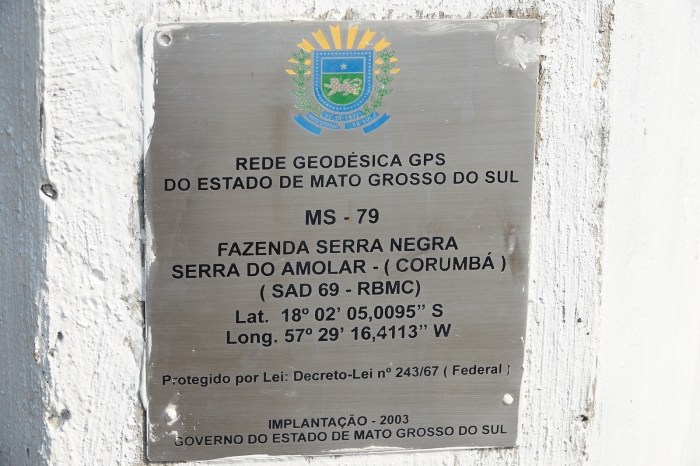 REDE GEODÉSICA GPS
DO ESTADO DE MATO GROSSO DO SUL
MS - 79
FAZENDA SERRA NEGRA
SERRA DO AMOLAR - ( CORUMBÁ )
( SAD 69 - RBMC)
Lat. 18º 02’ 05,0095” S
Long. 57º 29’ 16,4113” W
Protegido por Lei: Decreto-Lei nº 243/67 ( Federal )
IMPLANTAÇÃO - 2003
GOVERNO DO ESTADO DE MATO GROSSO DO SUL